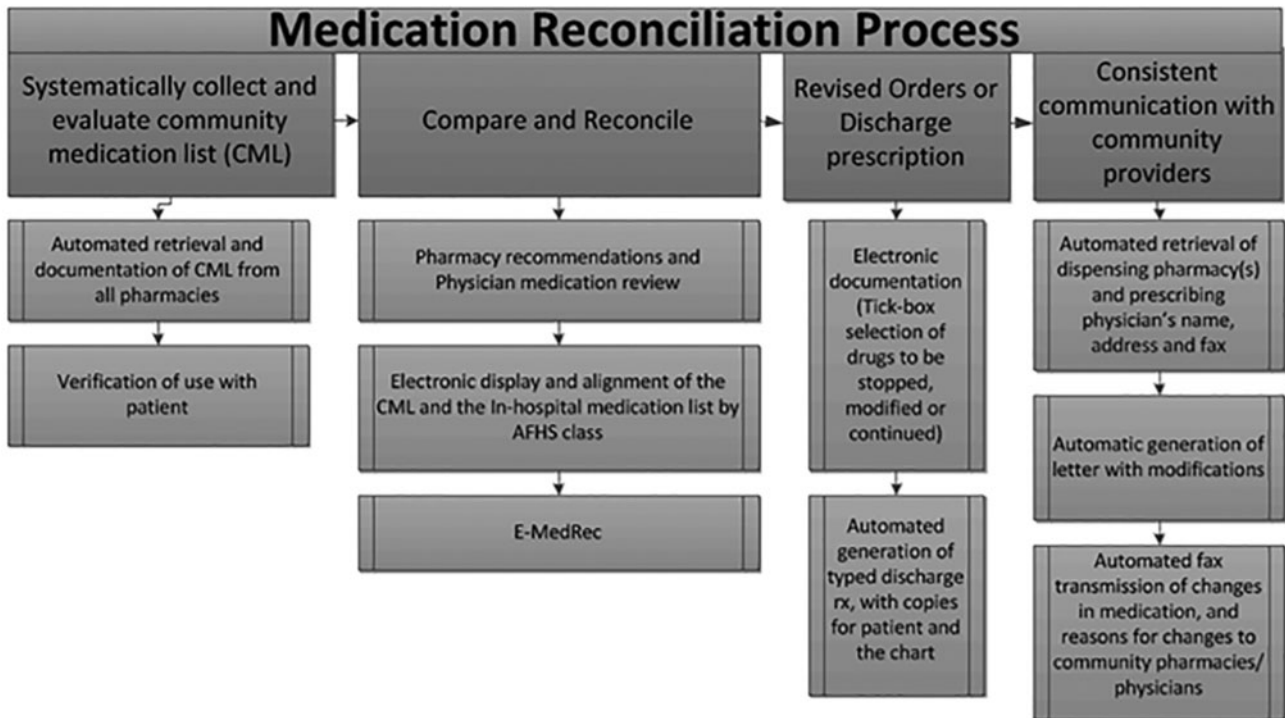 Medication Reconciliation Process
Systematically collect and
evaluate community
medication list (CML)
Compare and Reconcile
Revised Orders or
Discharge
prescription
Consistent
communication with
community
providers
Automated retrieval and
documentation of CML from
all pharmacies
Verification of use with
patient
Pharmacy recommendations and
Physician medication review
Electronic display and alignment of the
CML and the In-hospital medication list by
AFHS class
E-MedRec
Electronic
documentation
(Tick-box
selection of
drugs to be
stopped,
modified or
continued)
Automated
generation of
typed discharge
rx, with copies
for patient and
the chart
Automated retrieval of
dispensing pharmacy(s)
and prescribing
physician's name,
address and fax
Automatic generation of
letter with modifications
Automated fax
transmission of changes
in medication, and
reasons for changes to
community pharmacies/
physicians